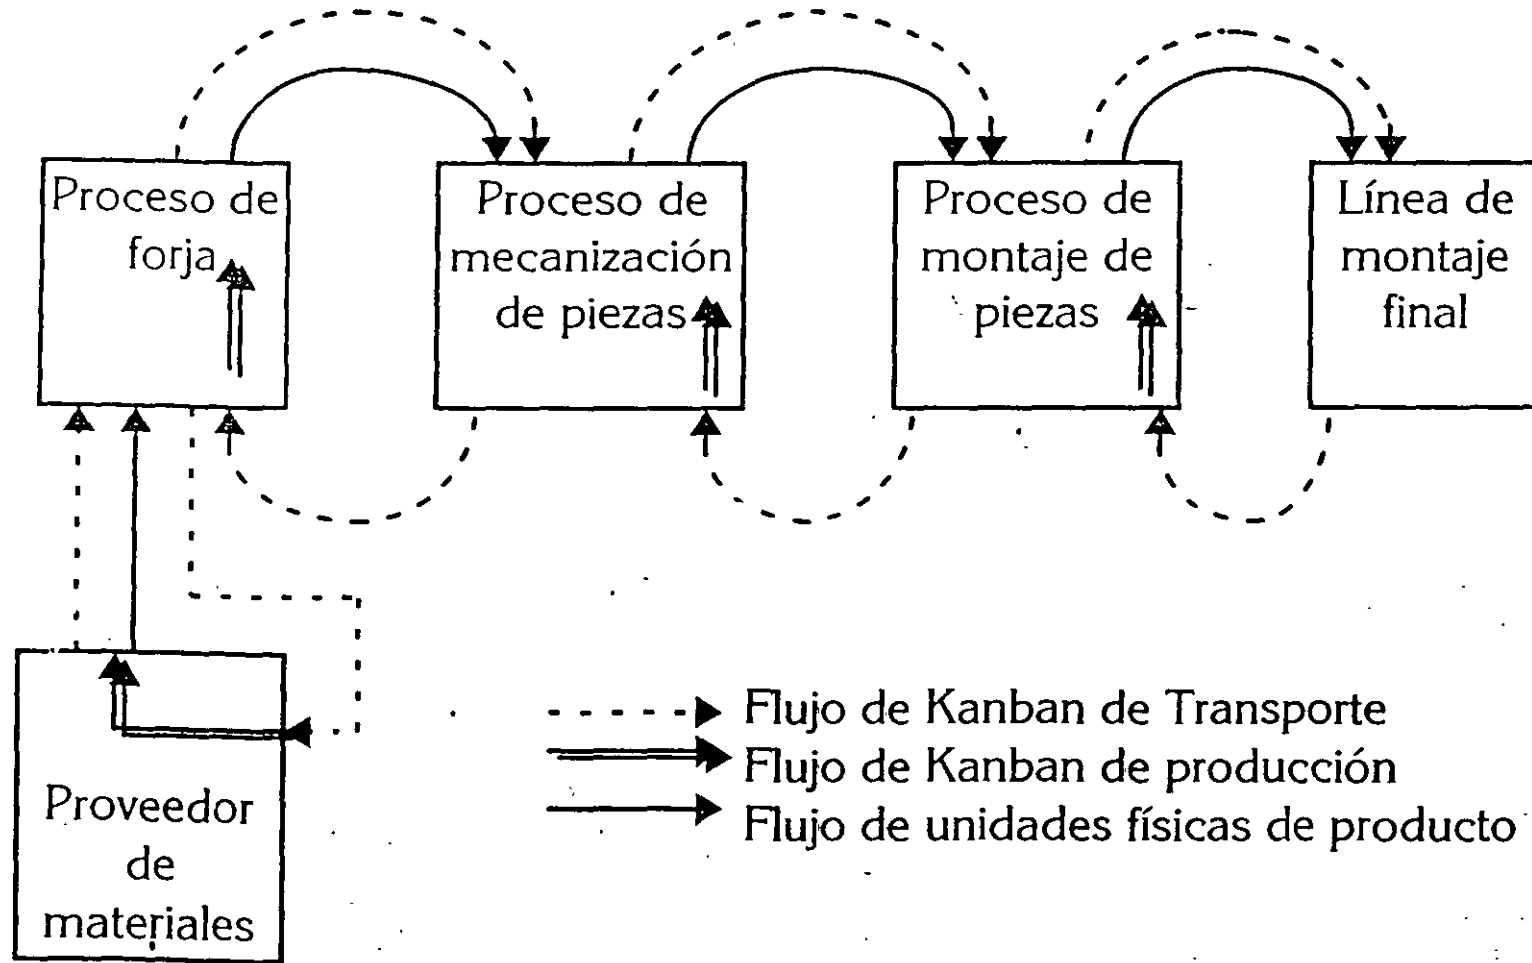 Proceso de
forja
Proceso de
mecanización
de piezas
Proceso de
montaje de
piezas
Línea de
montaje
final
Proveedor
de
materiales
Flujo de Kanban de Transporte
Flujo de Kanban de producción
Flujo de unidades físicas de producto